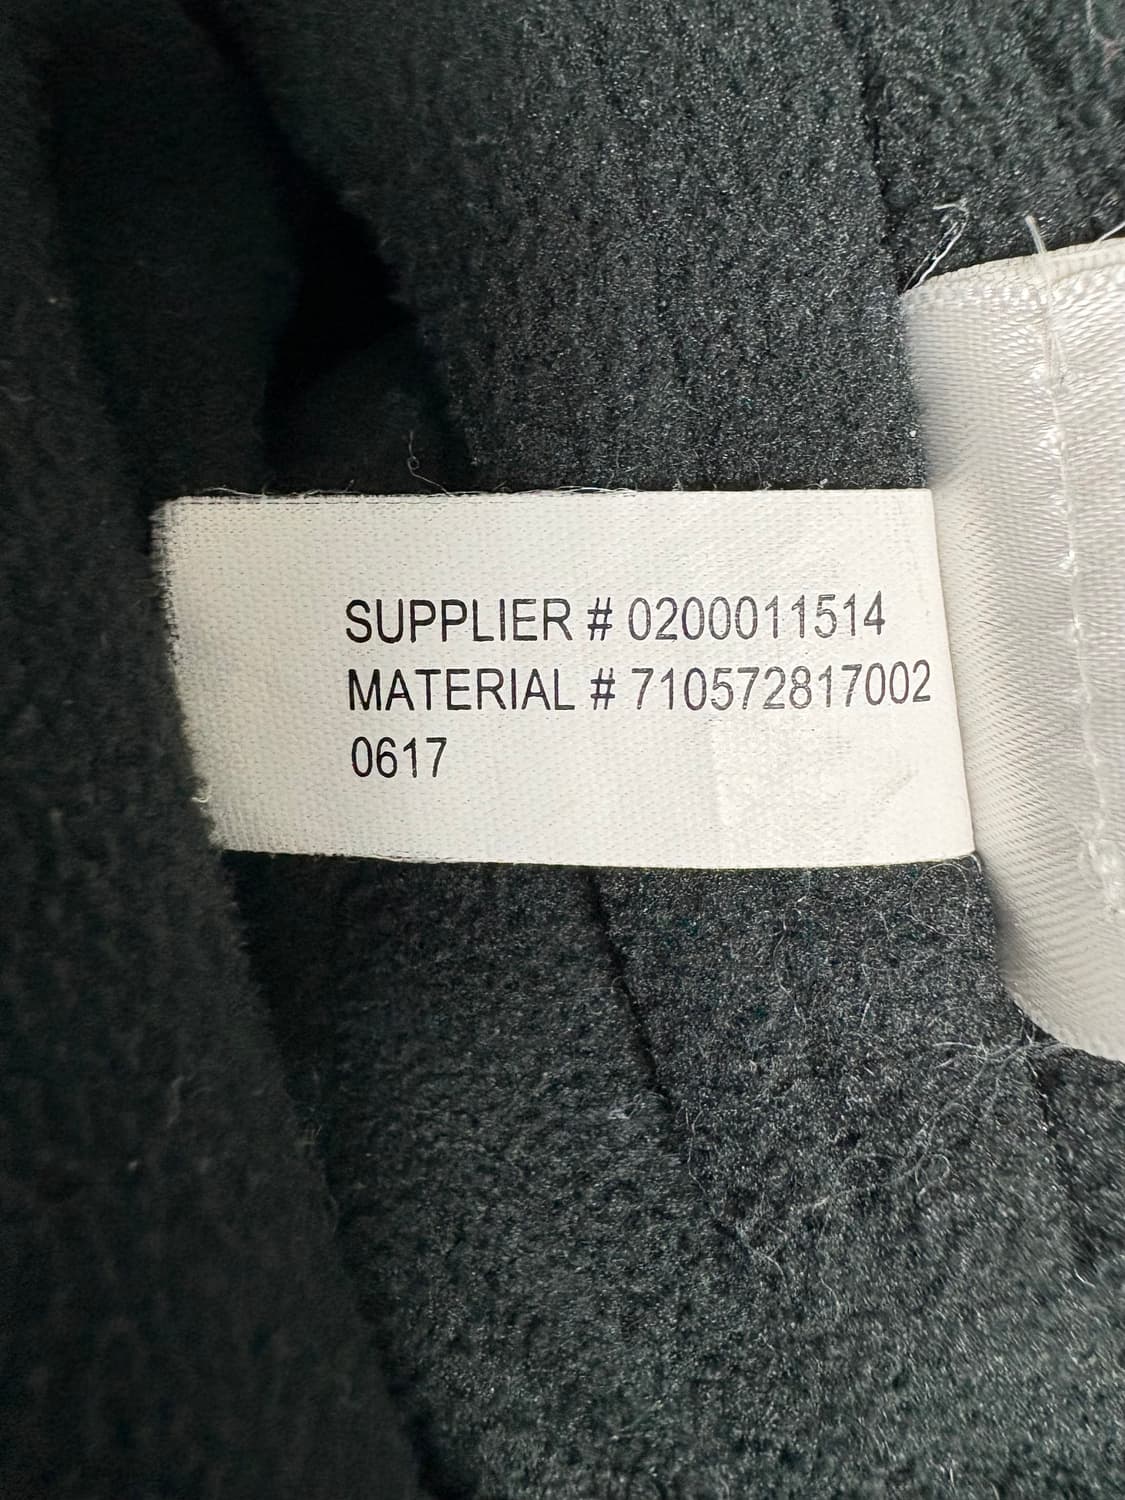 SUPPLIER # 0200011514
MATERIAL # 710572817002
0617